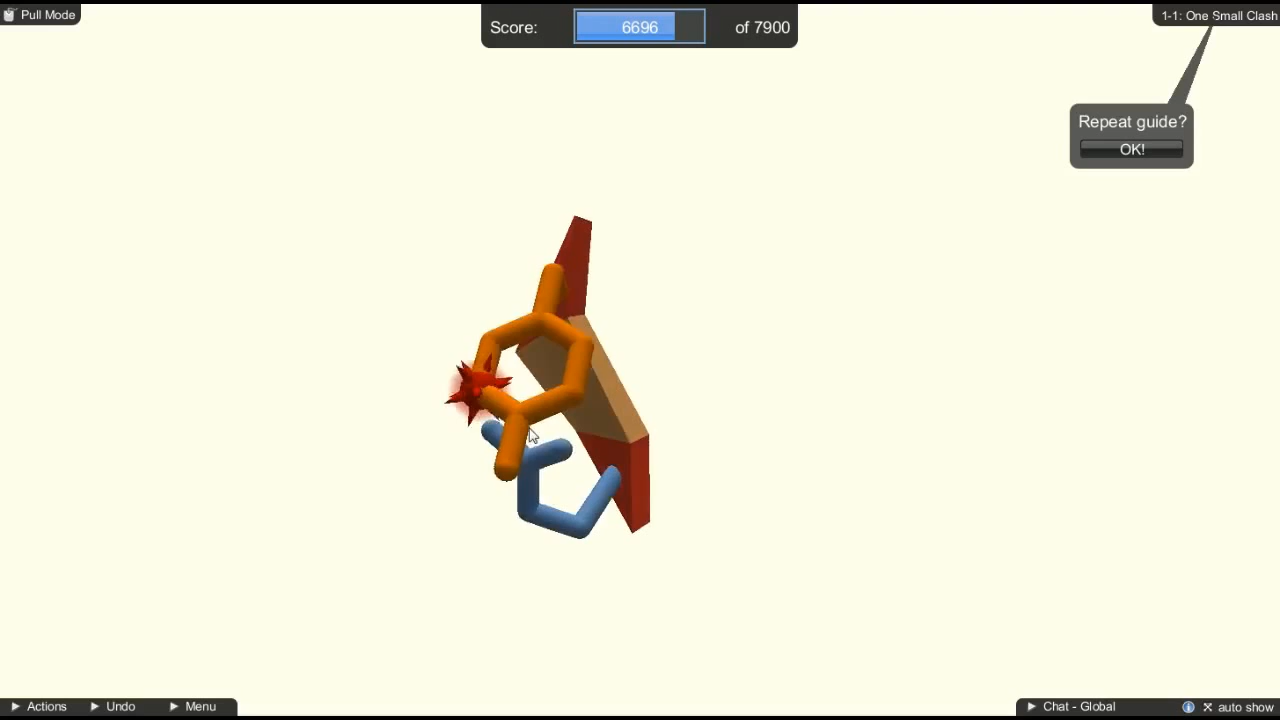 Pull Mode
Score: 6696 of 7900
1-1: One Small Clash
Repeat guide?
OK!
Actions
Undo
Menu
Chat - Global
auto show